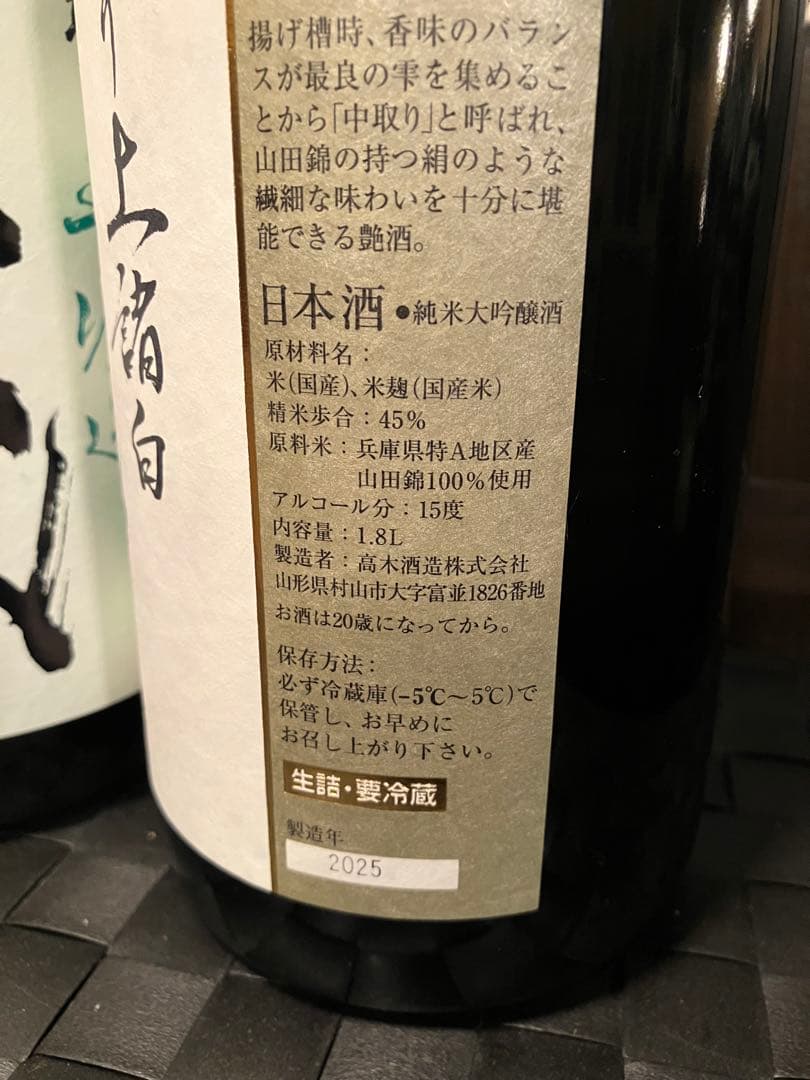 揚げ槽時、香味のバラン
スが最良の雫を集めるこ
とから「中取り」と呼ばれ、
山田錦の持つ絹のような
繊細な味わいを十分に堪
能できる艶酒。
日本酒・純米大吟醸酒
原材料名：
米(国産)、米麹(国産米)
精米歩合：45%
原料米：兵庫県特A地区産
山田錦100%使用
アルコール分：15度
内容量：1.8L
製造者：高木酒造株式会社
山形県村山市大字富並1826番地
お酒は20歳になってから。
保存方法：
必ず冷蔵庫(-5℃～5℃)で
保管し、お早めに
お召し上がり下さい。
生詰・要冷蔵
製造年
2025
り上諸白